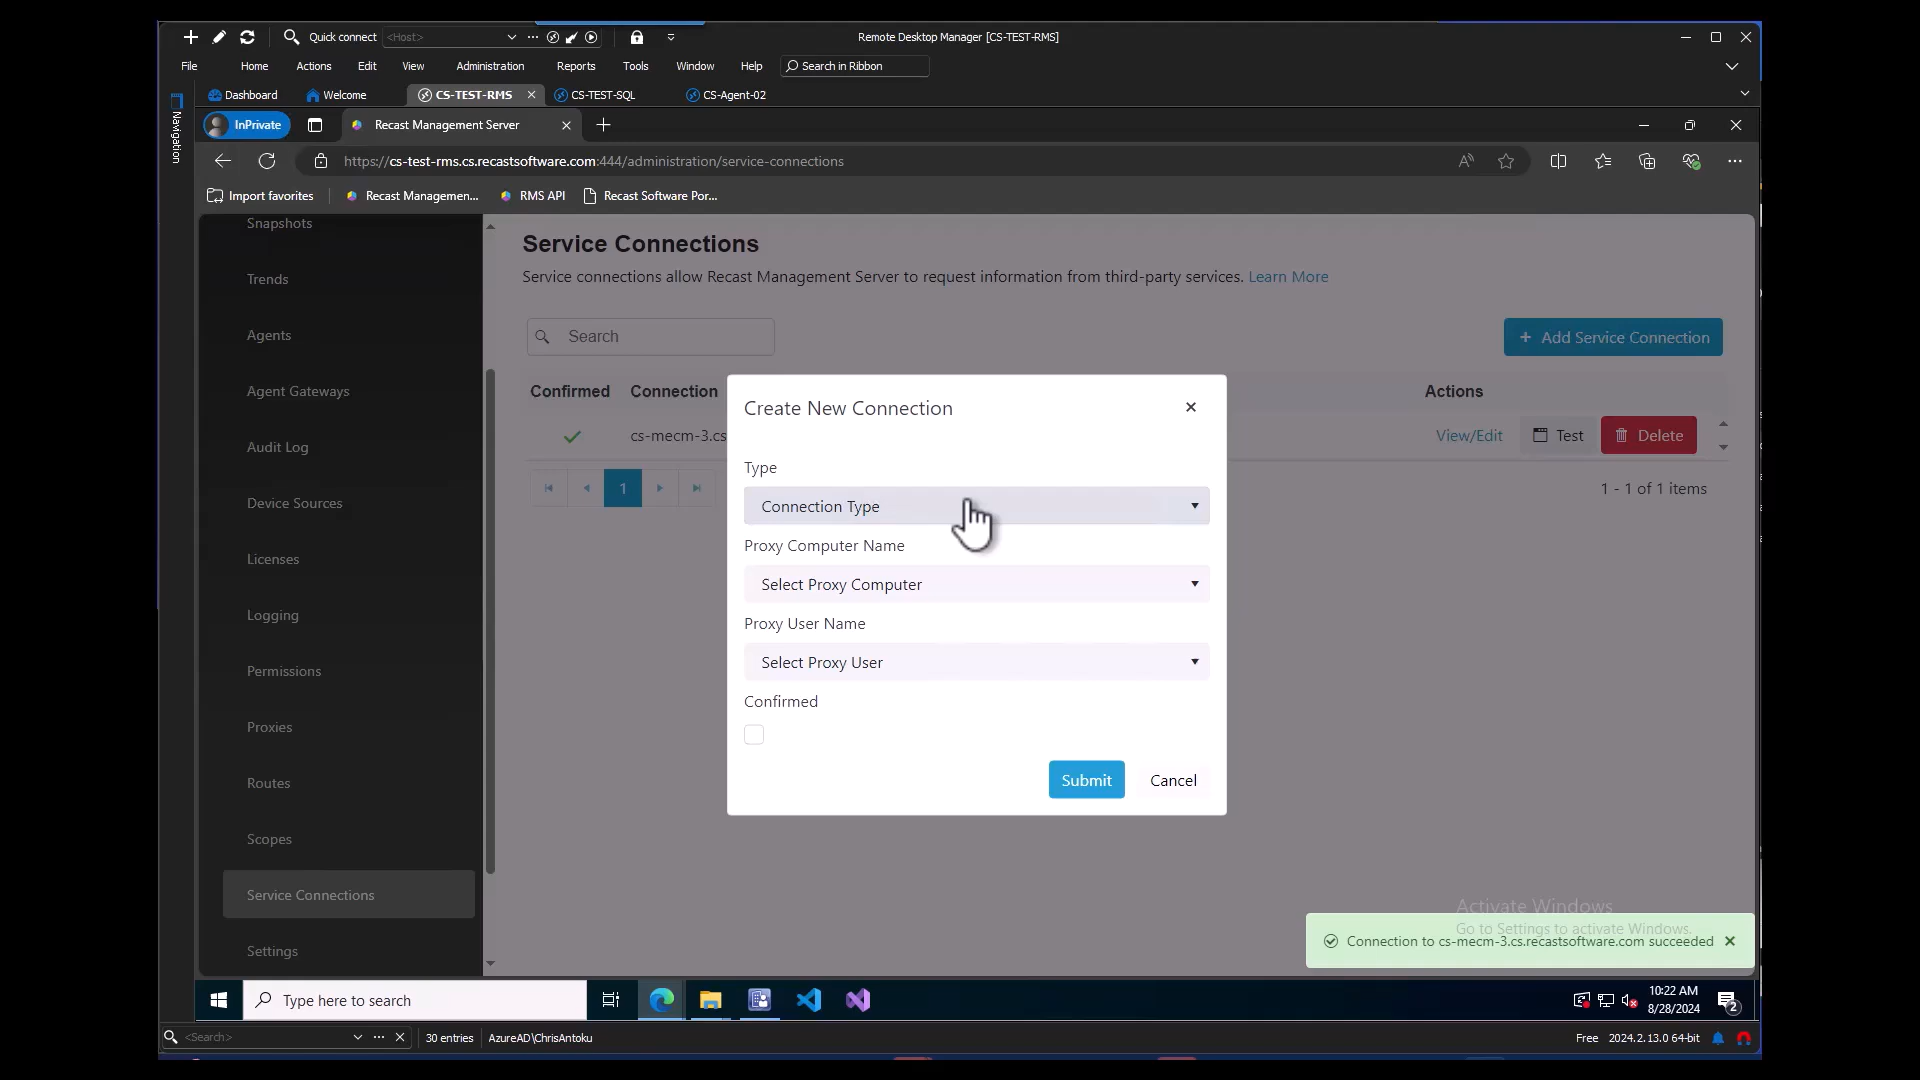 Quick connect
<Host>
Remote Desktop Manager [CS-TEST-RMS]
File
Home
Actions
Edit
View
Administration
Reports
Tools
Window
Help
Search in Ribbon
Navigation
Dashboard
Welcome
CS-TEST-RMS
CS-TEST-SQL
CS-Agent-02
InPrivate
Recast Management Server
https://cs-test-rms.cs.recastsoftware.com:444/administration/service-connections
Import favorites
Recast Managemen...
RMS API
Recast Software Por...
Snapshots
Trends
Agents
Agent Gateways
Audit Log
Device Sources
Licenses
Logging
Permissions
Proxies
Routes
Scopes
Service Connections
Settings
Service Connections
Service connections allow Recast Management Server to request information from third-party services. Learn More
Search
+ Add Service Connection
Confirmed
Connection
Actions
cs-mecm-3.cs
View/Edit
Test
Delete
1
1 - 1 of 1 items
Create New Connection
Type
Connection Type
Proxy Computer Name
Select Proxy Computer
Proxy User Name
Select Proxy User
Confirmed
Submit
Cancel
Activate Windows
Go to Settings to activate Windows.
Connection to cs-mecm-3.cs.recastsoftware.com succeeded
Type here to search
10:22 AM
8/28/2024
2
<Search>
30 entries
AzureAD\ChrisAntoku
Free
2024.2.13.0 64-bit